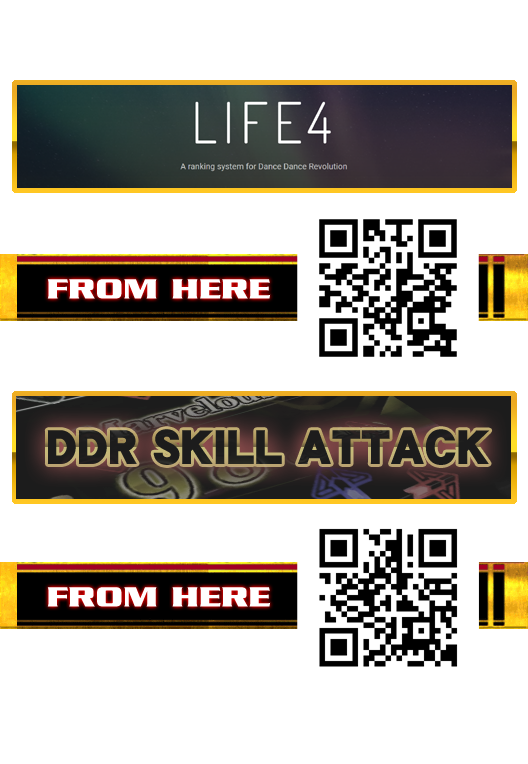 LIFE4
A ranking system for Dance Dance Revolution
FROM HERE
Marvelous
DDR SKILL ATTACK
FROM HERE